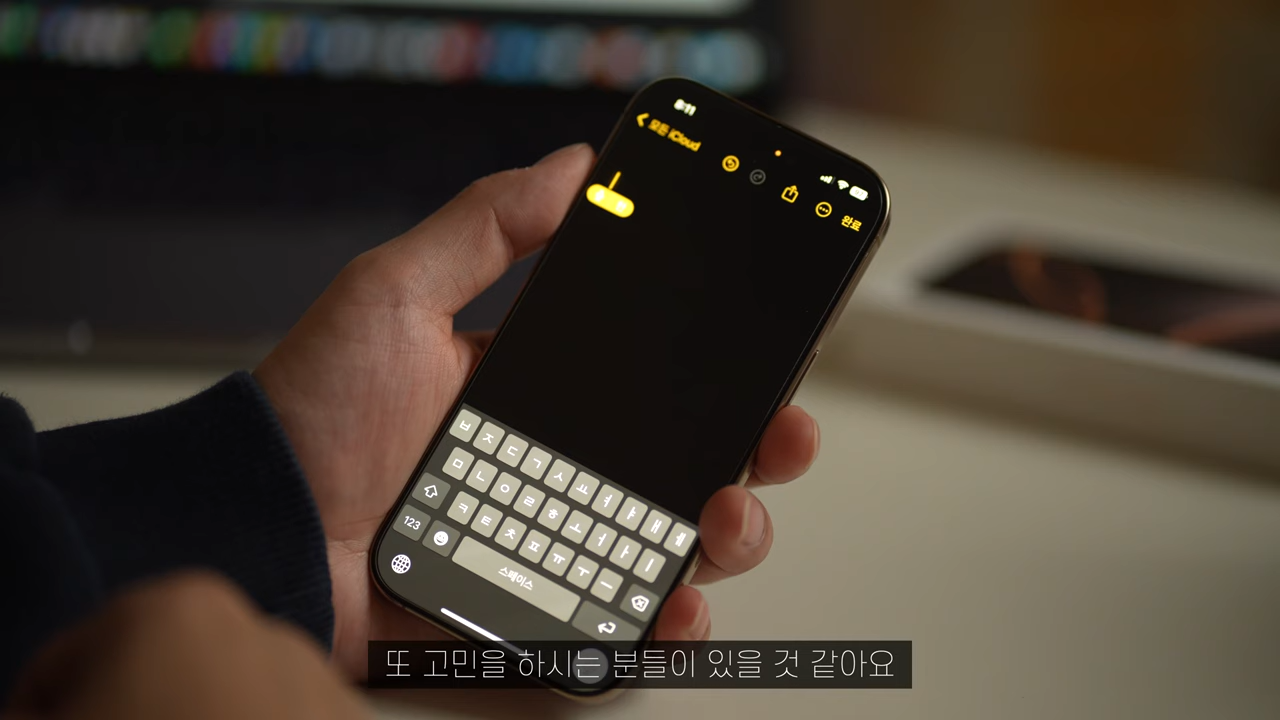 모든 iCloud
완료
ㅂ ㅈ ㄷ ㄱ ㅅ ㅛ ㅕ ㅑ ㅐ ㅔ
ㅁ ㄴ ㅇ ㄹ ㅎ ㅗ ㅓ ㅏ ㅣ
ㅋ ㅌ ㅊ ㅍ ㅠ ㅜ ㅡ
123
스페이스
또 고민을 하시는 분들이 있을 것 같아요